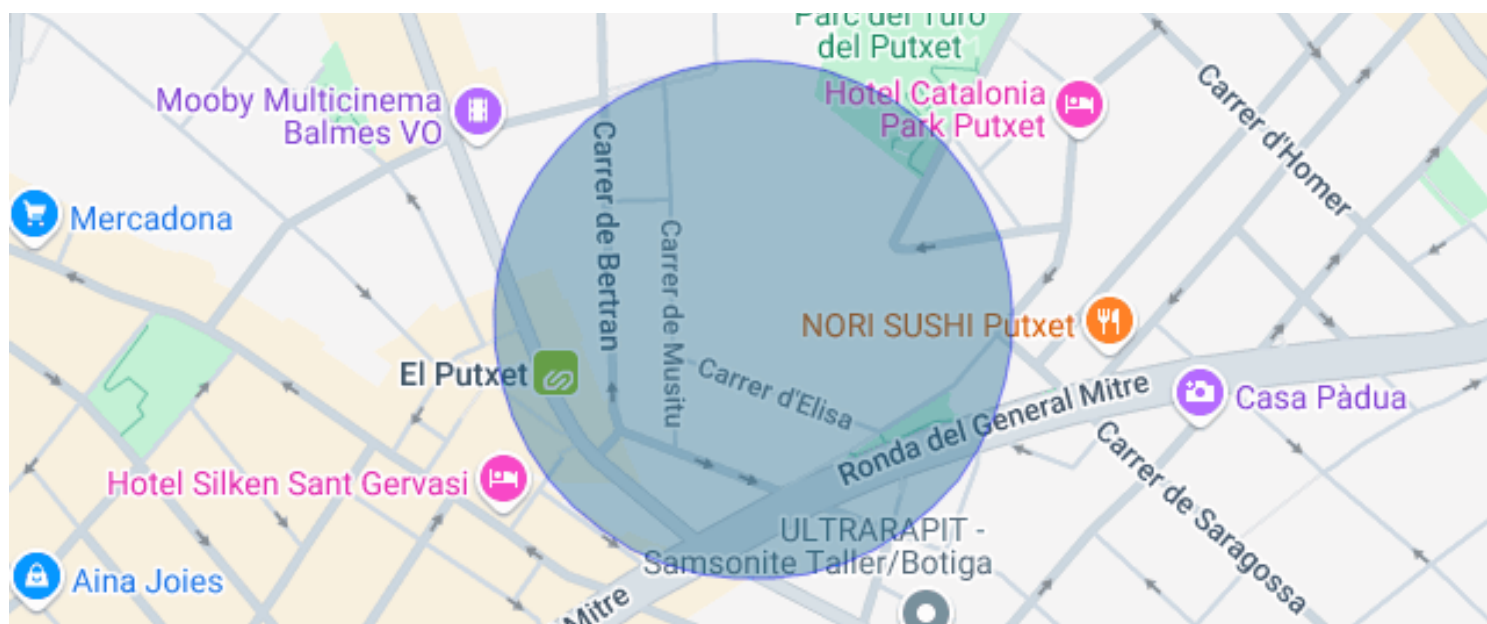 Parc del Turó
del Putxet
Mooby Multicinema
Balmes VO
Hotel Catalonia
Park Putxet
Carrer d'Homer
Mercadona
Carrer de Bertran
Carrer de Musitu
NORI SUSHI Putxet
El Putxet
Carrer d'Elisa
Ronda del General Mitre
Casa Pàdua
Hotel Silken Sant Gervasi
Carrer de Saragossa
ULTRARAPIT -
Samsonite Taller/Botiga
Aina Joies
Mitre